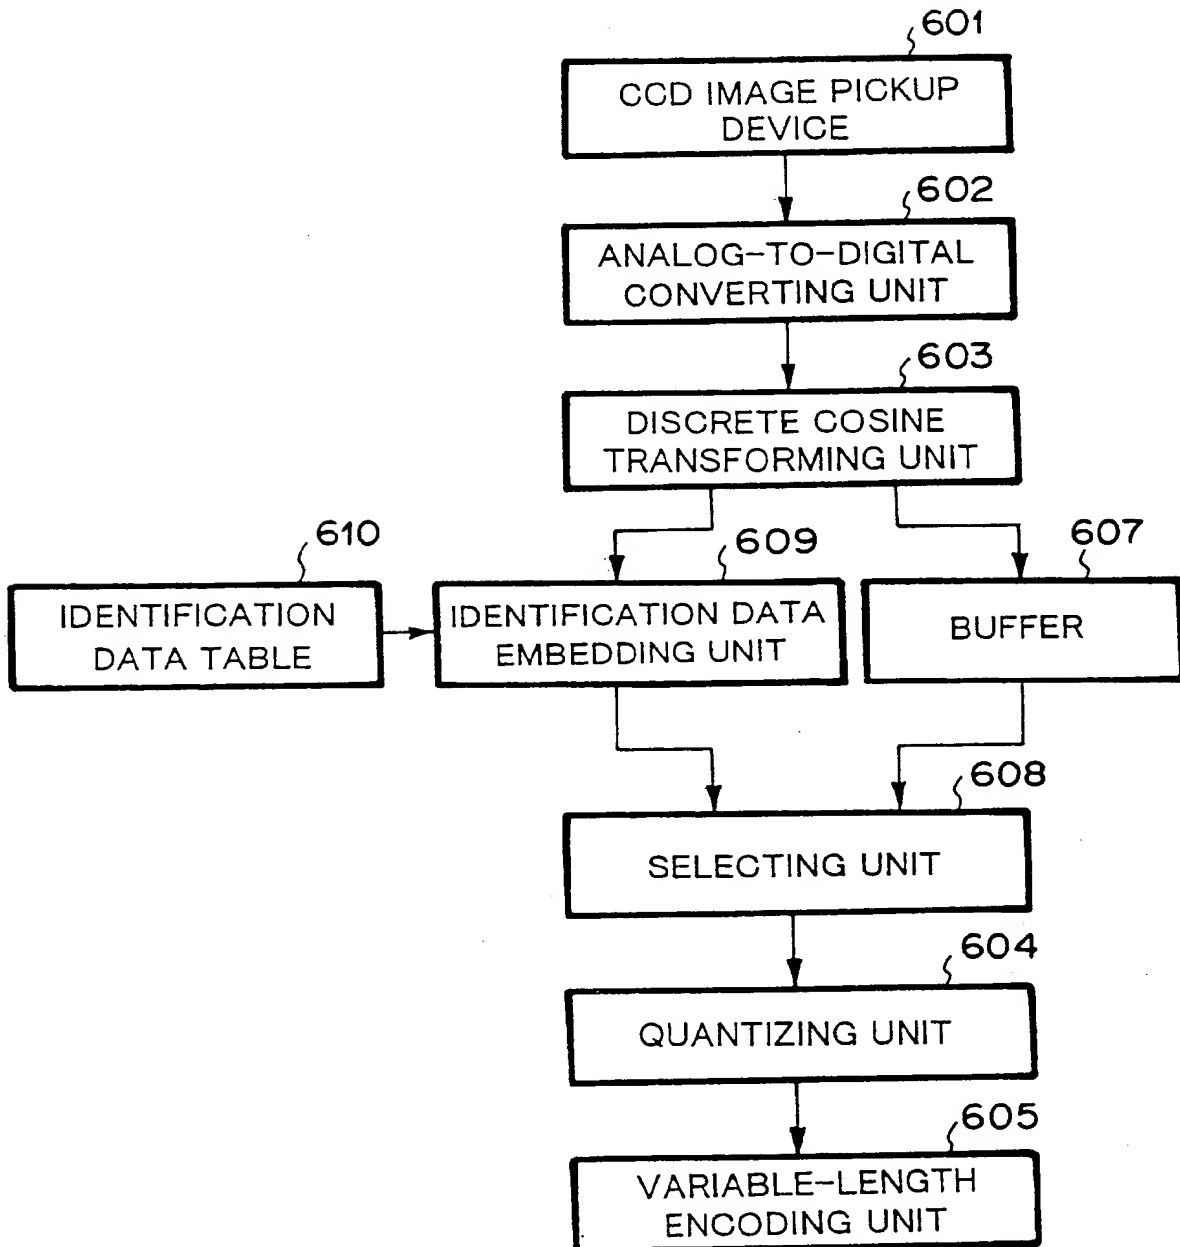 601
CCD IMAGE PICKUP
DEVICE
602
ANALOG-TO-DIGITAL
CONVERTING UNIT
603
DISCRETE COSINE
TRANSFORMING UNIT
610
IDENTIFICATION
DATA TABLE
609
IDENTIFICATION DATA
EMBEDDING UNIT
607
BUFFER
608
SELECTING UNIT
604
QUANTIZING UNIT
605
VARIABLE-LENGTH
ENCODING UNIT